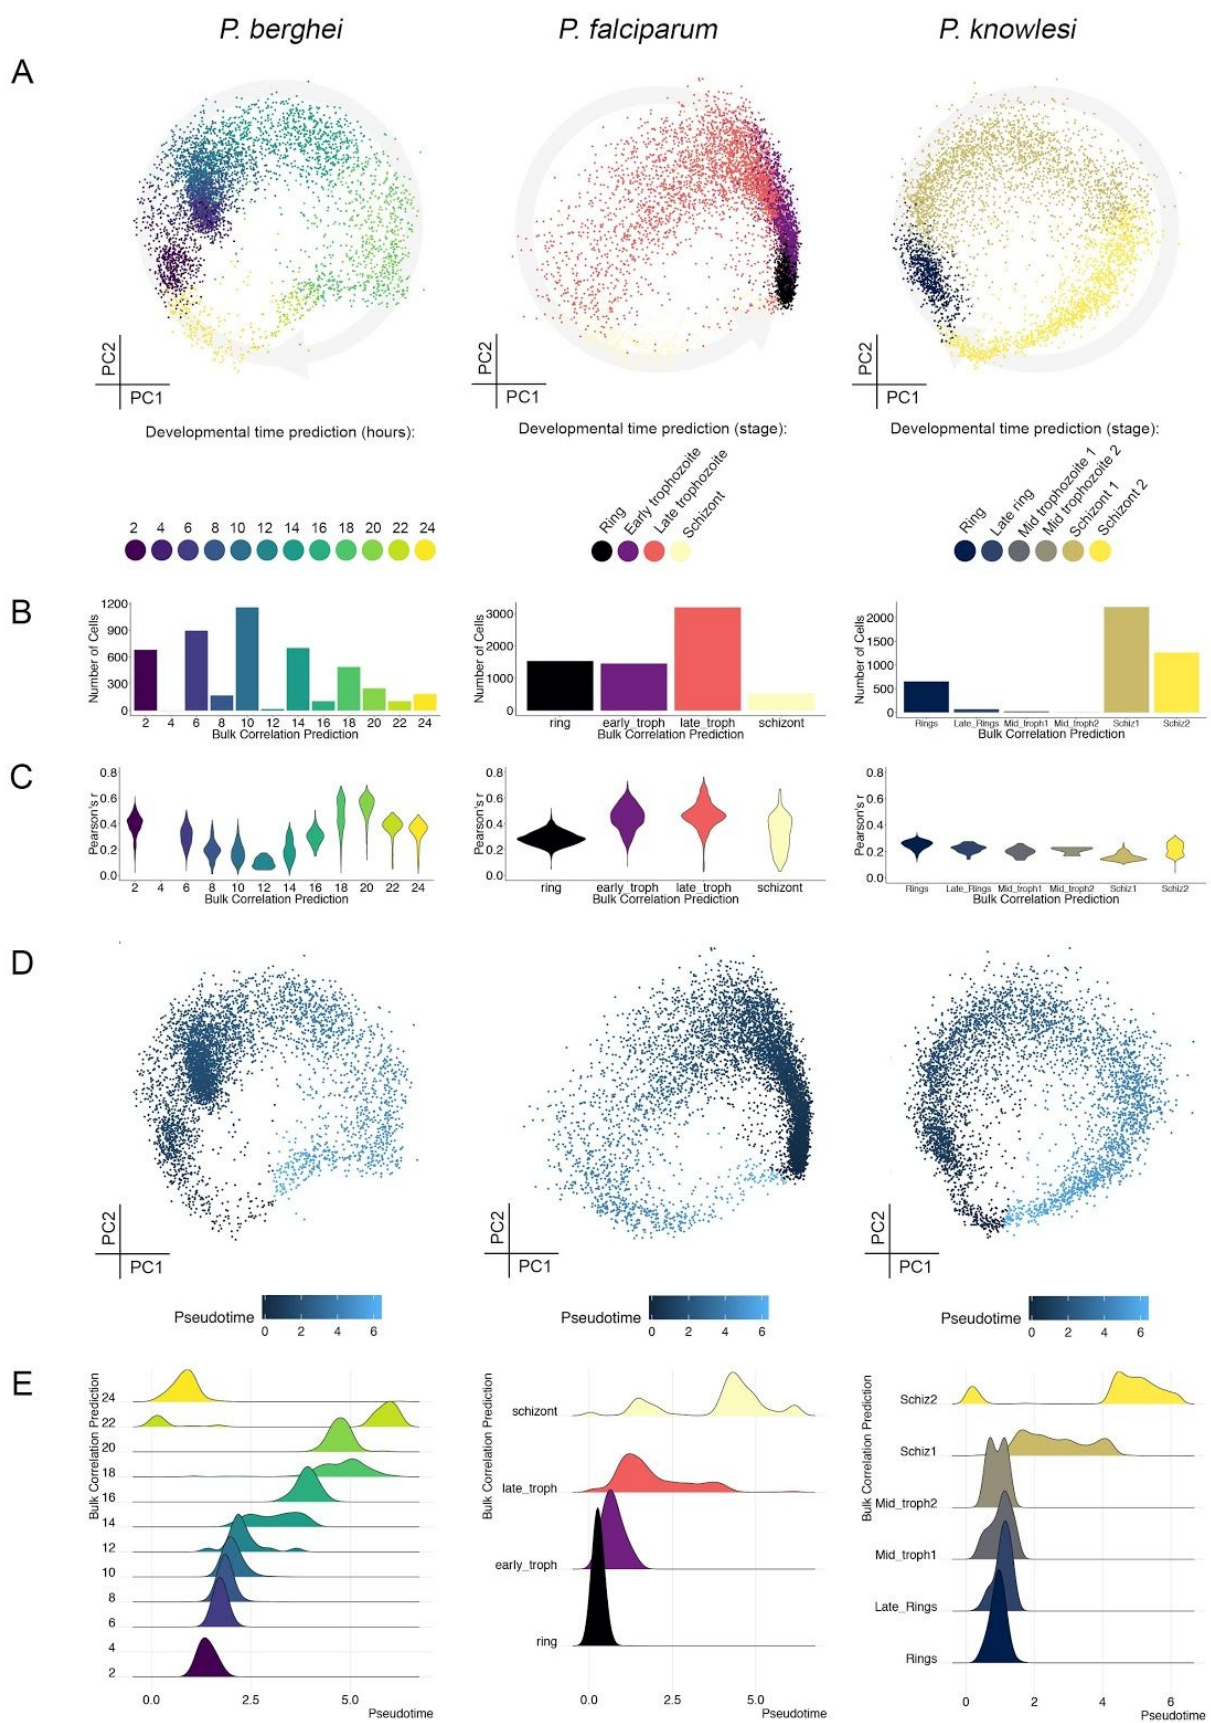 P. berghei P. falciparum P. knowlesi
A
PC2 PC2 PC2
PC1 PC1 PC1
Developmental time prediction (hours): Developmental time prediction (stage): Developmental time prediction (stage):
2 4 6 8 10 12 14 16 18 20 22 24
Ring Early trophozoite Late trophozoite Schizont
Ring Late ring Mid trophozoite 1 Mid trophozoite 2 Schizont 1 Schizont 2
B
Number of Cells
1200
900
600
300
0
2 4 6 8 10 12 14 16 18 20 22 24
Bulk Correlation Prediction
Number of Cells
3000
2000
1000
0
ring early_troph late_troph schizont
Bulk Correlation Prediction
Number of Cells
2000
1500
1000
500
0
Rings Late_Rings Mid_troph1 Mid_troph2 Schiz1 Schiz2
Bulk Correlation Prediction
C
Pearson's r
0.8
0.6
0.4
0.2
0.0
2 4 6 8 10 12 14 16 18 20 22 24
Bulk Correlation Prediction
Pearson's r
0.8
0.6
0.4
0.2
0.0
ring early_troph late_troph schizont
Bulk Correlation Prediction
Pearson's r
0.8
0.6
0.4
0.2
0.0
Rings Late_Rings Mid_troph1 Mid_troph2 Schiz1 Schiz2
Bulk Correlation Prediction
D
PC2 PC2 PC2
PC1 PC1 PC1
Pseudotime 0 2 4 6
Pseudotime 0 2 4 6
Pseudotime 0 2 4 6
E
Bulk Correlation Prediction
24
22
20
18
16
14
12
10
8
6
4
2
0.0 2.5 5.0
Pseudotime
Bulk Correlation Prediction
schizont
late_troph
early_troph
ring
0.0 2.5 5.0
Pseudotime
Bulk Correlation Prediction
Schiz2
Schiz1
Mid_troph2
Mid_troph1
Late_Rings
Rings
0 2 4 6
Pseudotime